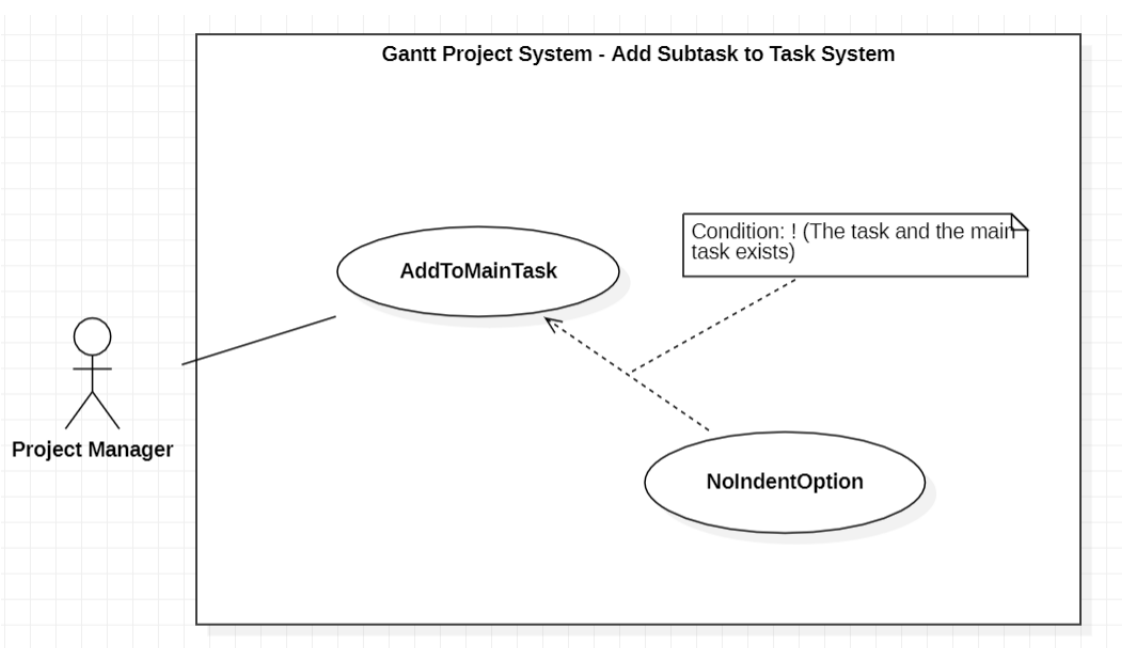 Gantt Project System - Add Subtask to Task System
Condition: ! (The task and the main
task exists)
AddToMainTask
Project Manager
NoIndentOption